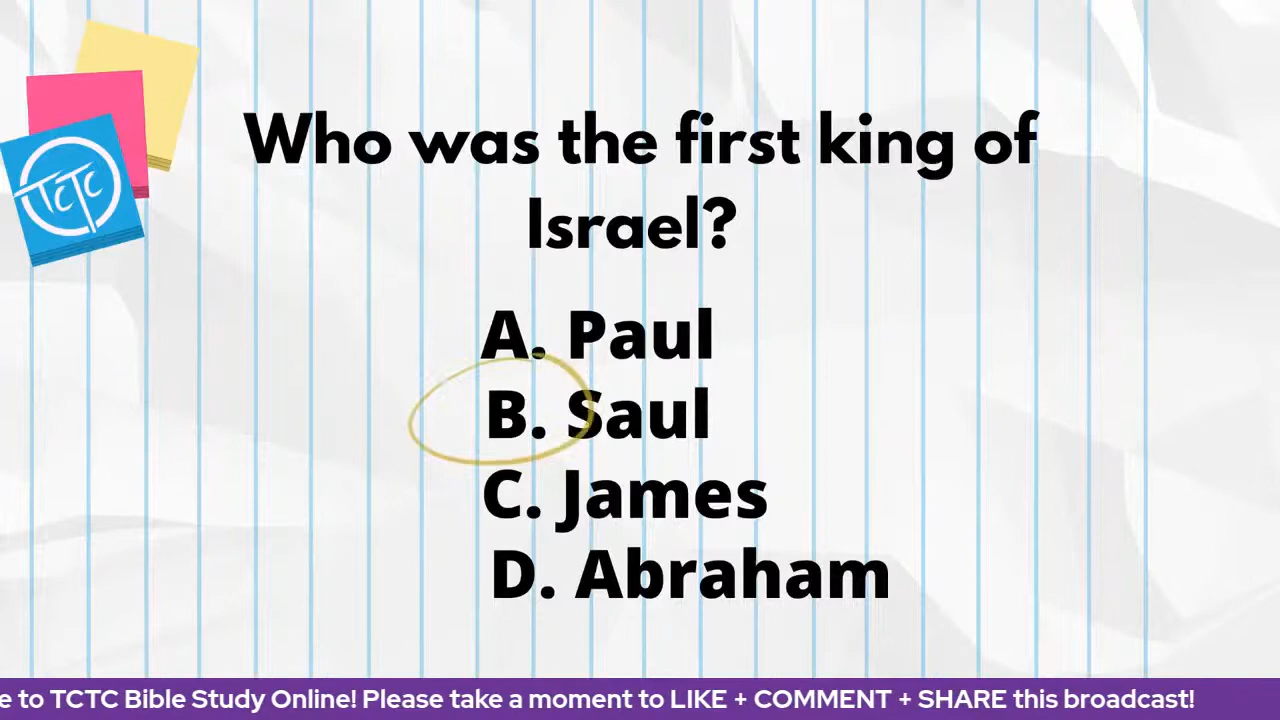 TCTC
Who was the first king of
Israel?
A. Paul
B. Saul
C. James
D. Abraham
e to TCTC Bible Study Online! Please take a moment to LIKE + COMMENT + SHARE this broadcast!